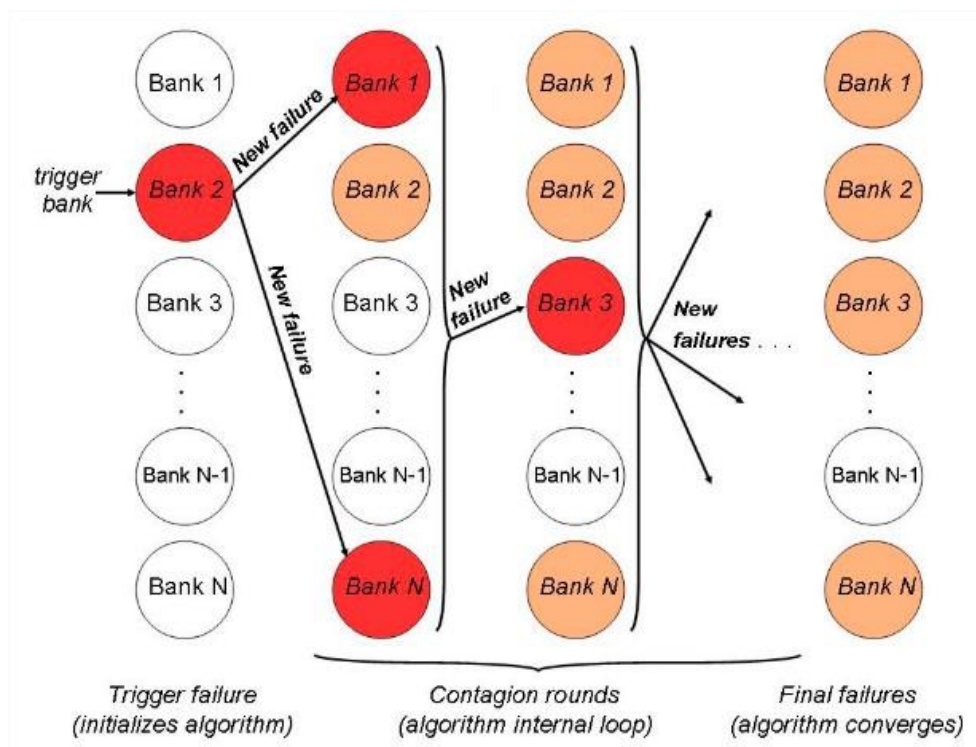 Bank 1
Bank 2
Bank 3
Bank N-1
Bank N
trigger
bank
New failure
New failure
Bank 1
Bank 2
Bank 3
Bank N-1
Bank N
New
failure
Bank 1
Bank 2
Bank 3
Bank N-1
Bank N
New
failures . . .
Bank 1
Bank 2
Bank 3
Bank N-1
Bank N
Trigger failure
(initializes algorithm)
Contagion rounds
(algorithm internal loop)
Final failures
(algorithm converges)